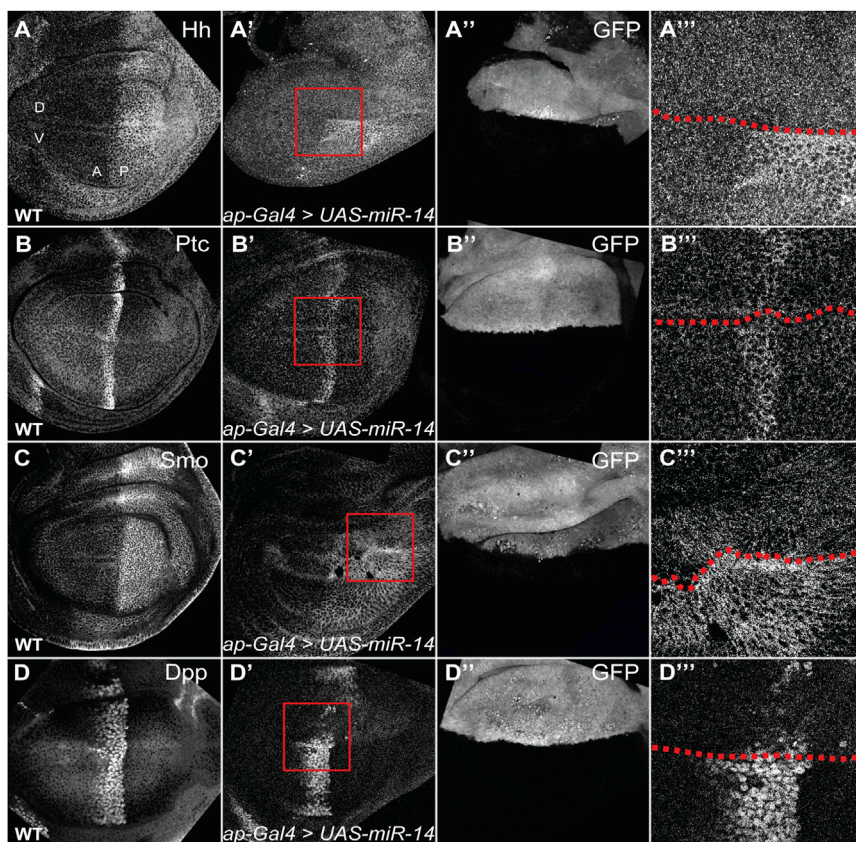 A Hh A' A'' GFP A'''
D
V
A P
WT ap-Gal4 > UAS-miR-14
B Ptc B' B'' GFP B'''
WT ap-Gal4 > UAS-miR-14
C Smo C' C'' GFP C'''
WT ap-Gal4 > UAS-miR-14
D Dpp D' D'' GFP D'''
WT ap-Gal4 > UAS-miR-14